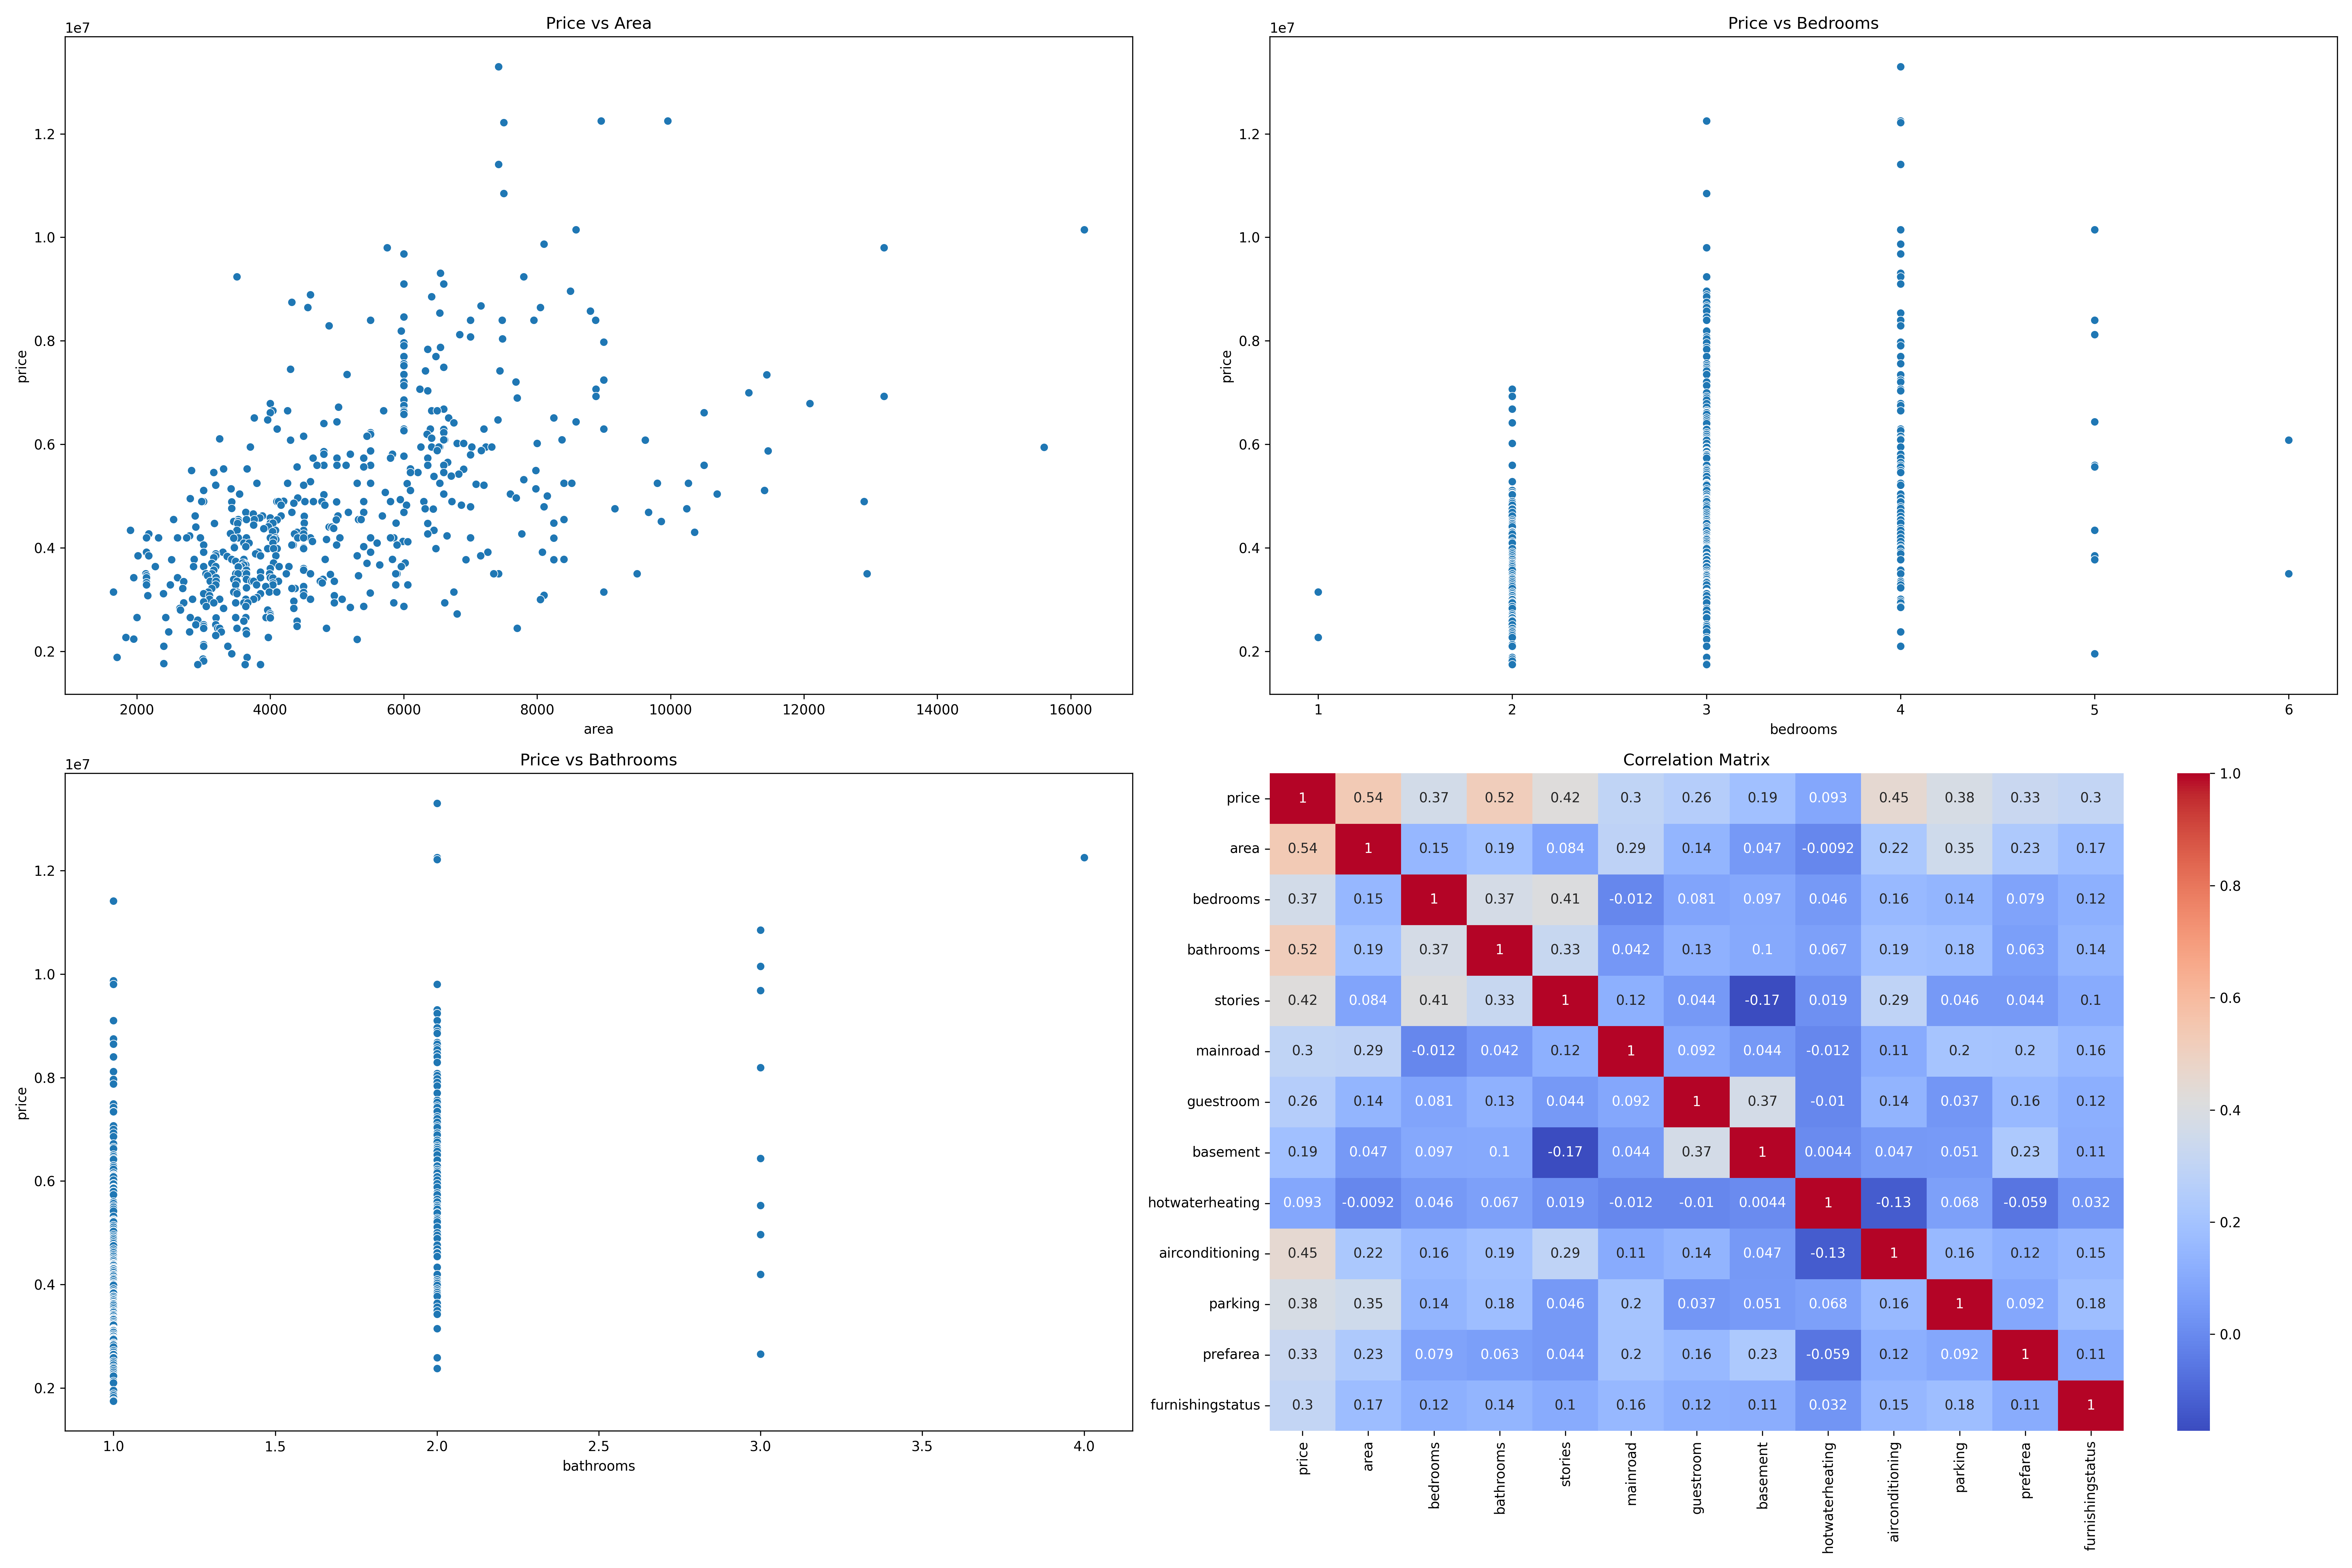 Price vs Area
1e7
1.2
1.0
0.8
0.6
0.4
0.2
price
2000 4000 6000 8000 10000 12000 14000 16000
area
Price vs Bedrooms
1e7
1.2
1.0
0.8
0.6
0.4
0.2
price
1 2 3 4 5 6
bedrooms
Price vs Bathrooms
1e7
1.2
1.0
0.8
0.6
0.4
0.2
price
1.0 1.5 2.0 2.5 3.0 3.5 4.0
bathrooms
Correlation Matrix
price 1 0.54 0.37 0.52 0.42 0.3 0.26 0.19 0.093 0.45 0.38 0.33 0.3
area 0.54 1 0.15 0.19 0.084 0.29 0.14 0.047 -0.0092 0.22 0.35 0.23 0.17
bedrooms 0.37 0.15 1 0.37 0.41 -0.012 0.081 0.097 0.046 0.16 0.14 0.079 0.12
bathrooms 0.52 0.19 0.37 1 0.33 0.042 0.13 0.1 0.067 0.19 0.18 0.063 0.14
stories 0.42 0.084 0.41 0.33 1 0.12 0.044 -0.17 0.019 0.29 0.046 0.044 0.1
mainroad 0.3 0.29 -0.012 0.042 0.12 1 0.092 0.044 -0.012 0.11 0.2 0.2 0.16
guestroom 0.26 0.14 0.081 0.13 0.044 0.092 1 0.37 -0.01 0.14 0.037 0.16 0.12
basement 0.19 0.047 0.097 0.1 -0.17 0.044 0.37 1 0.0044 0.047 0.051 0.23 0.11
hotwaterheating 0.093 -0.0092 0.046 0.067 0.019 -0.012 -0.01 0.0044 1 -0.13 0.068 -0.059 0.032
airconditioning 0.45 0.22 0.16 0.19 0.29 0.11 0.14 0.047 -0.13 1 0.16 0.12 0.15
parking 0.38 0.35 0.14 0.18 0.046 0.2 0.037 0.051 0.068 0.16 1 0.092 0.18
prefarea 0.33 0.23 0.079 0.063 0.044 0.2 0.16 0.23 -0.059 0.12 0.092 1 0.11
furnishingstatus 0.3 0.17 0.12 0.14 0.1 0.16 0.12 0.11 0.032 0.15 0.18 0.11 1
price area bedrooms bathrooms stories mainroad guestroom basement hotwaterheating airconditioning parking prefarea furnishingstatus
1.0
0.8
0.6
0.4
0.2
0.0